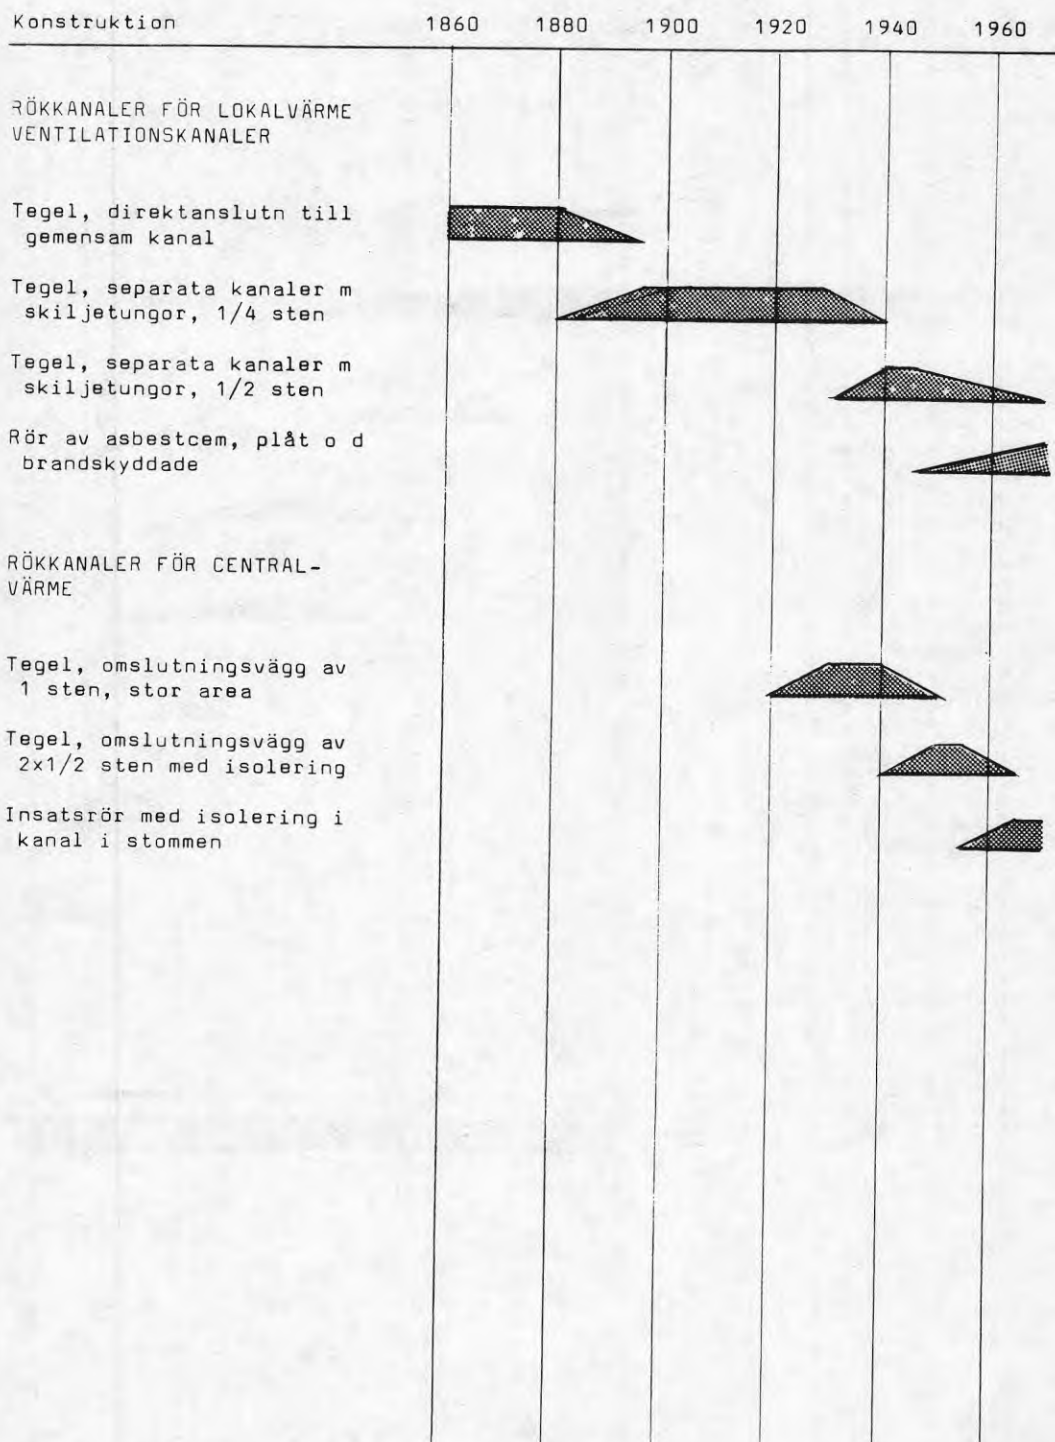 Konstruktion 1860 1880 1900 1920 1940 1960
RÖKKANALER FÖR LOKALVÄRME
VENTILATIONSKANALER
Tegel, direktanslutn till
gemensam kanal
Tegel, separata kanaler m
skiljetungor, 1/4 sten
Tegel, separata kanaler m
skiljetungor, 1/2 sten
Rör av asbestcem, plåt o d
brandskyddade
RÖKKANALER FÖR CENTRAL-
VÄRME
Tegel, omslutningsvägg av
1 sten, stor area
Tegel, omslutningsvägg av
2x1/2 sten med isolering
Insatsrör med isolering i
kanal i stommen